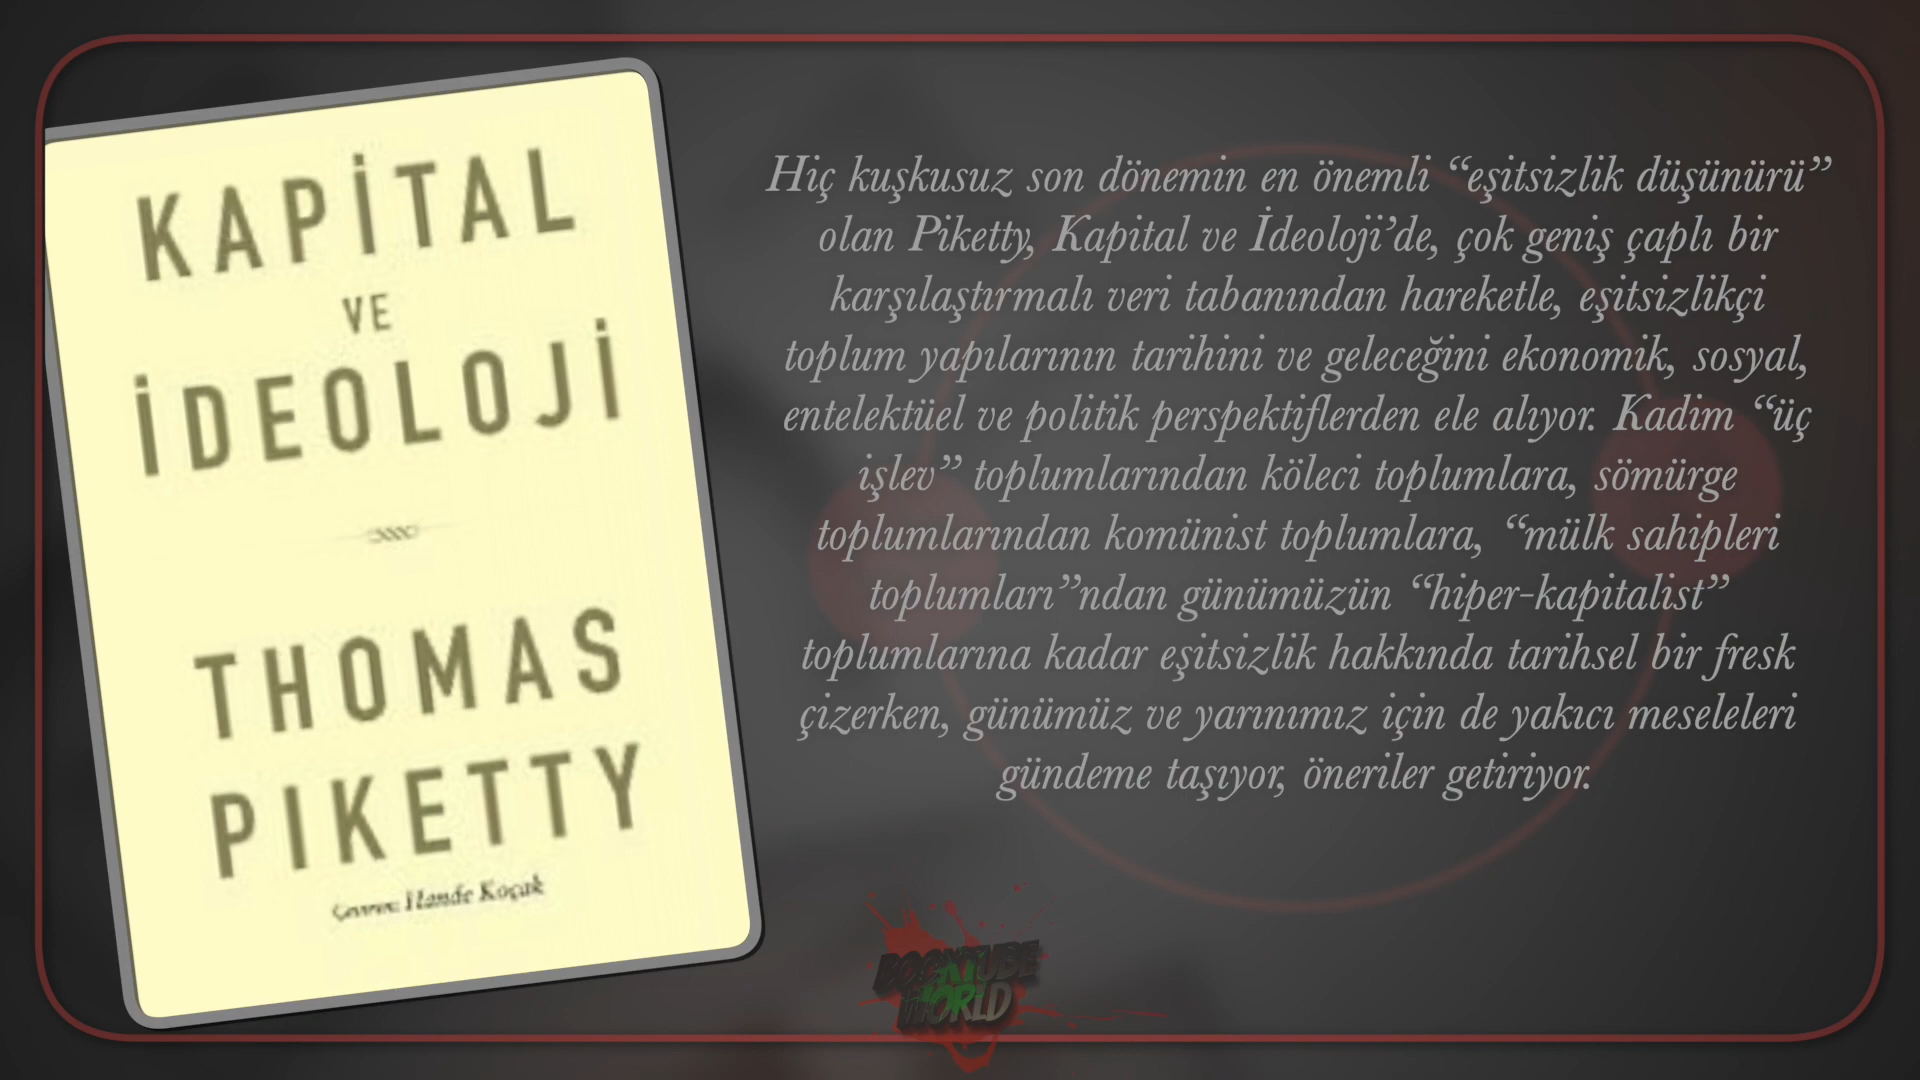 KAPİTAL
VE
İDEOLOJİ
THOMAS
PIKETTY
Çeviren: Hande Koçak
Hiç kuşkusuz son dönemin en önemli “eşitsizlik düşünürü”
olan Piketty, Kapital ve İdeoloji’de, çok geniş çaplı bir
karşılaştırmalı veri tabanından hareketle, eşitsizlikçi
toplum yapılarının tarihini ve geleceğini ekonomik, sosyal,
entelektüel ve politik perspektiflerden ele alıyor. Kadim “üç
işlev” toplumlarından köleci toplumlara, sömürge
toplumlarından komünist toplumlara, “mülk sahipleri
toplumları”ndan günümüzün “hiper-kapitalist”
toplumlarına kadar eşitsizlik hakkında tarihsel bir fresk
çizerken, günümüz ve yarınımız için de yakıcı meseleleri
gündeme taşıyor, öneriler getiriyor.
WORLD